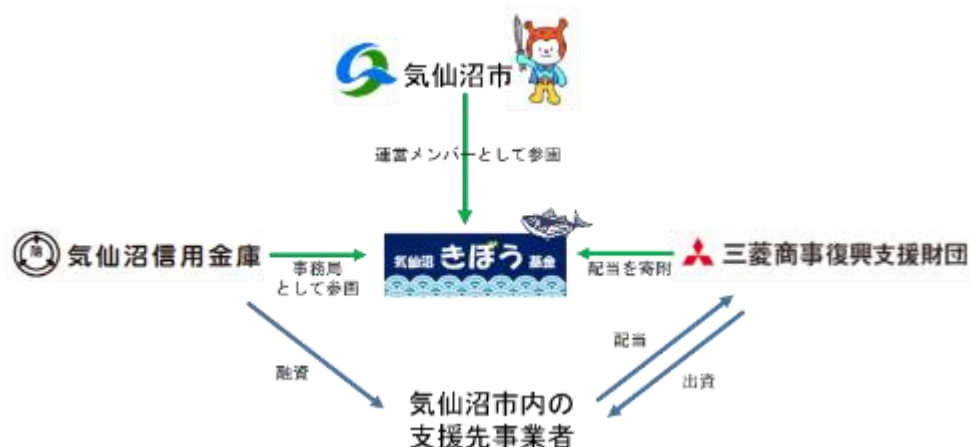 気仙沼市
運営メンバーとして参画
気仙沼信用金庫
事務局
として参画
気仙沼 きぼう 基金
配当を寄附
三菱商事復興支援財団
融資
配当
出資
気仙沼市内の
支援先事業者